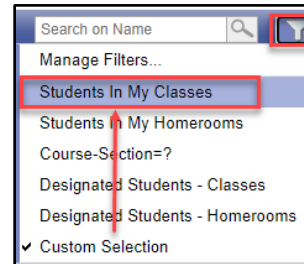 Search on Name
Manage Filters...
Students In My Classes
Students In My Homerooms
Course-Section=?
Designated Students - Classes
Designated Students - Homerooms
Custom Selection